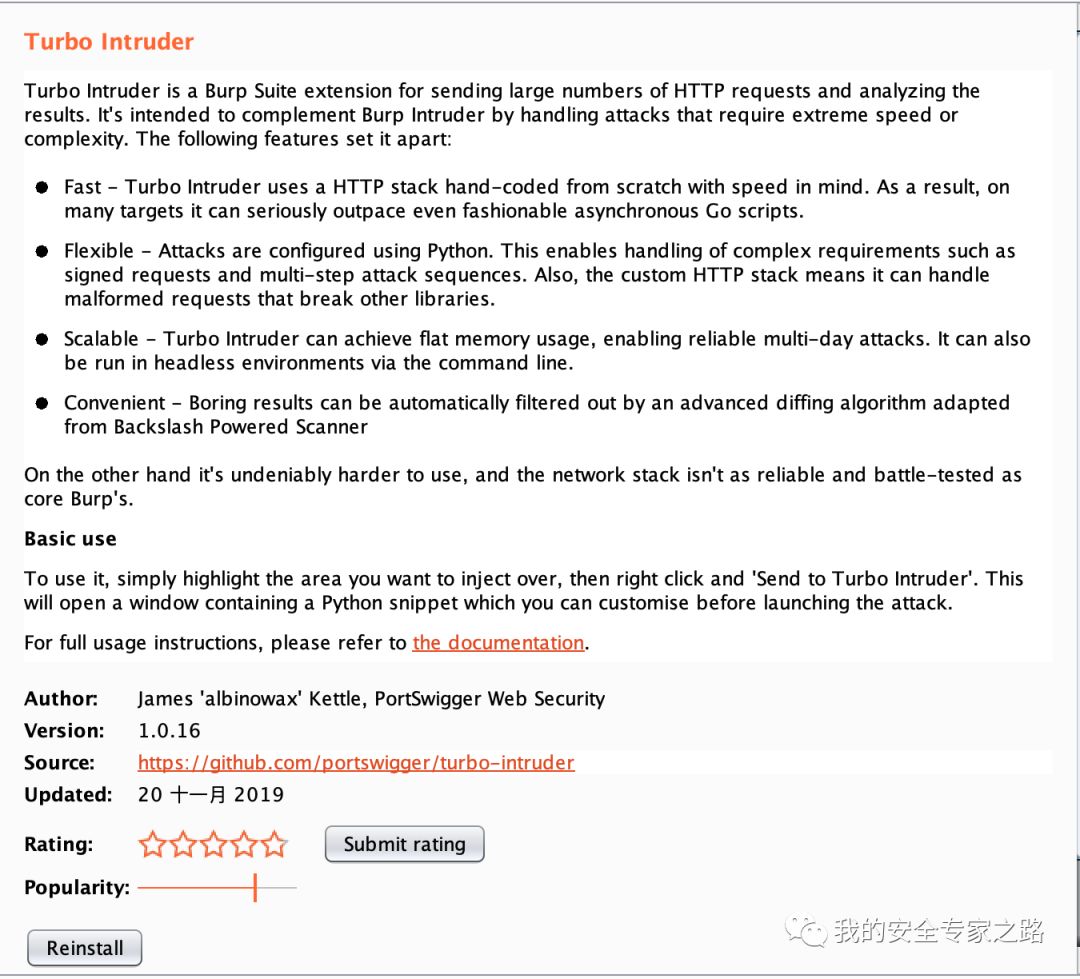 Turbo Intruder
Turbo Intruder is a Burp Suite extension for sending large numbers of HTTP requests and analyzing the
results. It's intended to complement Burp Intruder by handling attacks that require extreme speed or
complexity. The following features set it apart:
● Fast – Turbo Intruder uses a HTTP stack hand-coded from scratch with speed in mind. As a result, on
many targets it can seriously outpace even fashionable asynchronous Go scripts.
● Flexible – Attacks are configured using Python. This enables handling of complex requirements such as
signed requests and multi-step attack sequences. Also, the custom HTTP stack means it can handle
malformed requests that break other libraries.
● Scalable – Turbo Intruder can achieve flat memory usage, enabling reliable multi-day attacks. It can also
be run in headless environments via the command line.
● Convenient – Boring results can be automatically filtered out by an advanced diffing algorithm adapted
from Backslash Powered Scanner
On the other hand it's undeniably harder to use, and the network stack isn't as reliable and battle-tested as
core Burp's.
Basic use
To use it, simply highlight the area you want to inject over, then right click and 'Send to Turbo Intruder'. This
will open a window containing a Python snippet which you can customise before launching the attack.
For full usage instructions, please refer to the documentation.
Author: James 'albinowax' Kettle, PortSwigger Web Security
Version: 1.0.16
Source: https://github.com/portswigger/turbo-intruder
Updated: 20 十一月 2019
Rating: Submit rating
Popularity:
我的安全专家之路
Reinstall